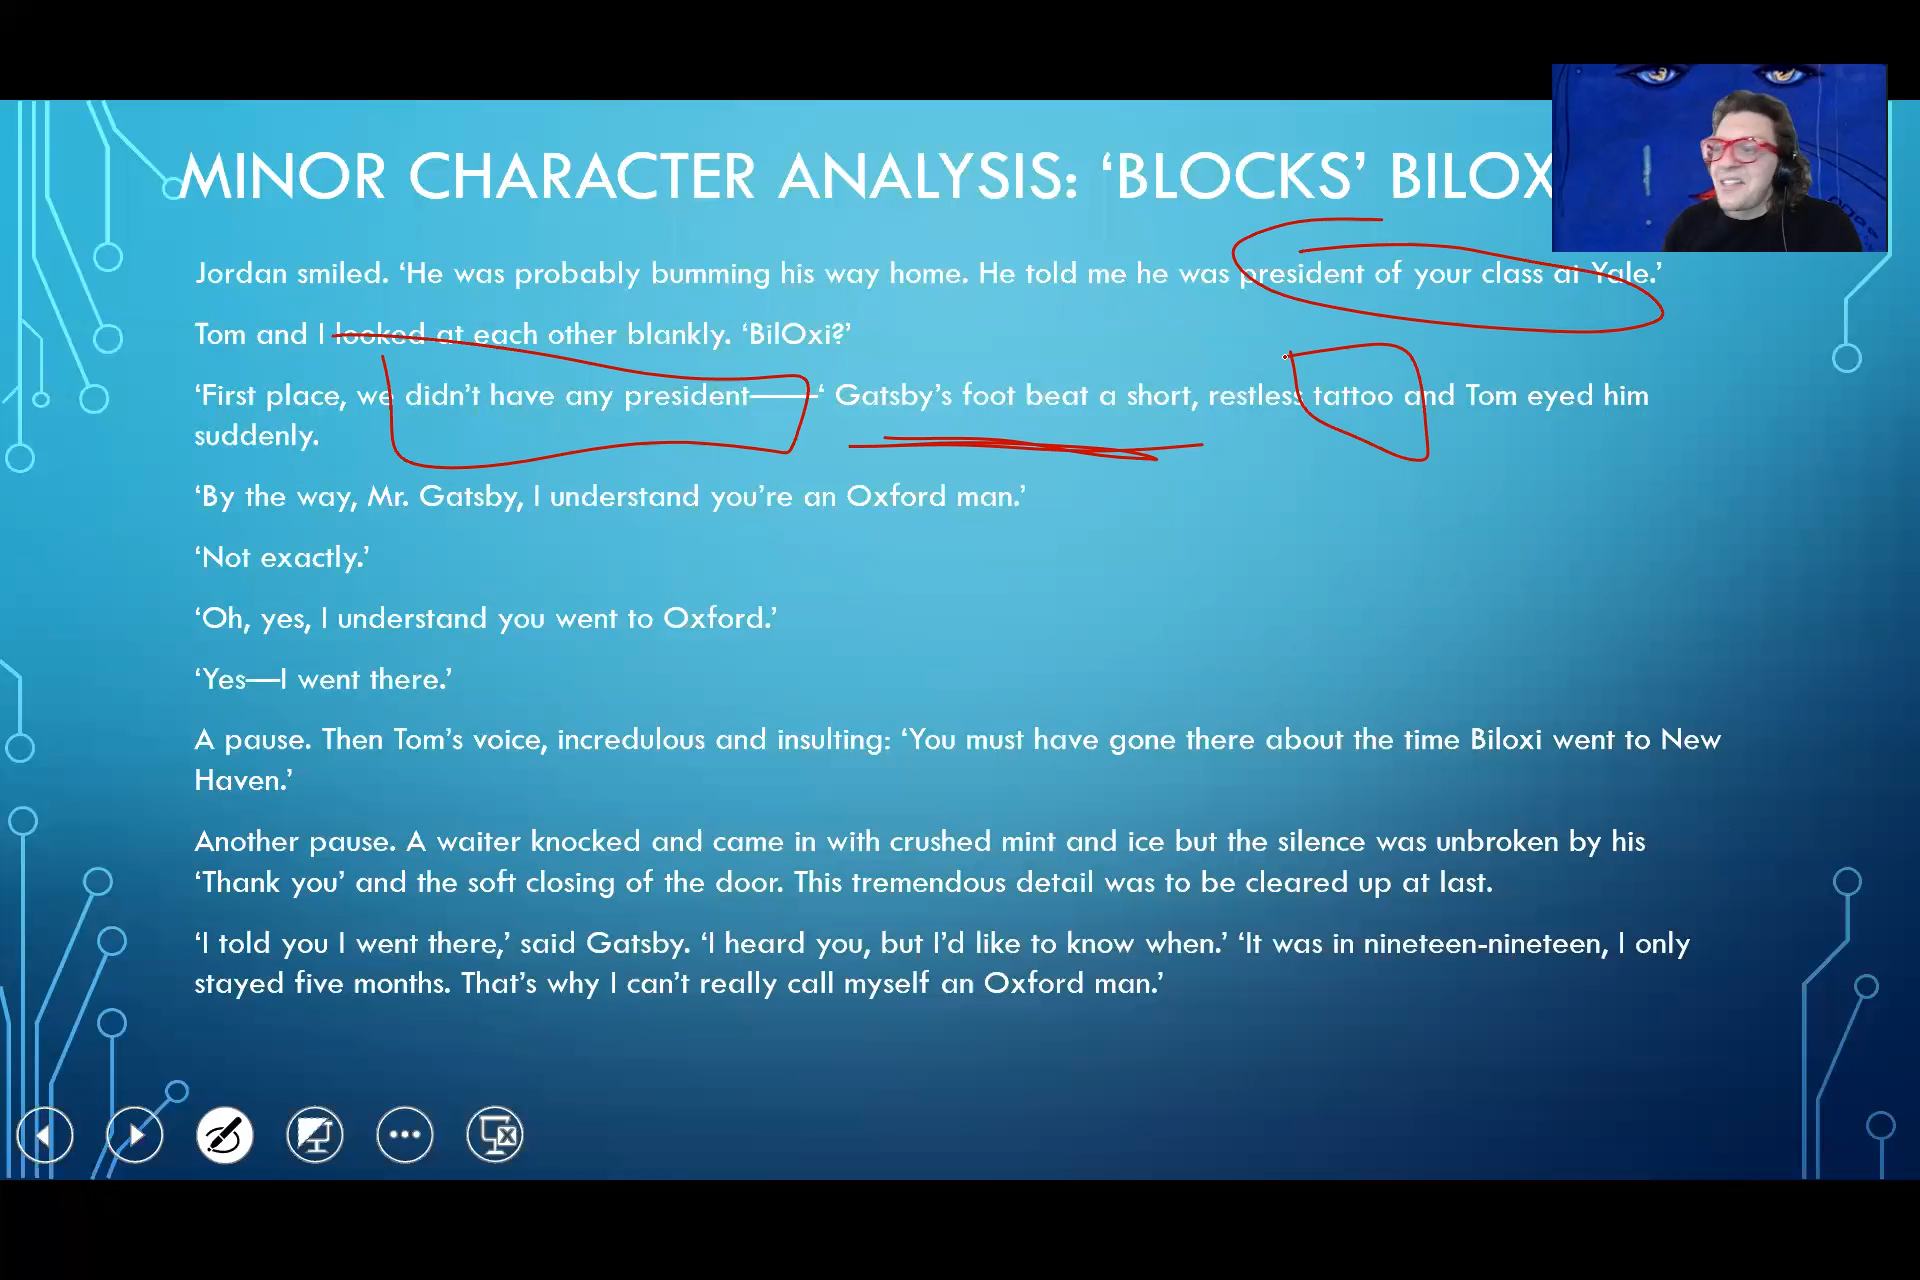 MINOR CHARACTER ANALYSIS: ‘BLOCKS’ BILOX
Jordan smiled. ‘He was probably bumming his way home. He told me he was president of your class at Yale.’
Tom and I looked at each other blankly. ‘BilOxi?’
‘First place, we didn’t have any president——‘ Gatsby’s foot beat a short, restless tattoo and Tom eyed him
suddenly.
‘By the way, Mr. Gatsby, I understand you’re an Oxford man.’
‘Not exactly.’
‘Oh, yes, I understand you went to Oxford.’
‘Yes—I went there.’
A pause. Then Tom’s voice, incredulous and insulting: ‘You must have gone there about the time Biloxi went to New
Haven.’
Another pause. A waiter knocked and came in with crushed mint and ice but the silence was unbroken by his
‘Thank you’ and the soft closing of the door. This tremendous detail was to be cleared up at last.
‘I told you I went there,’ said Gatsby. ‘I heard you, but I’d like to know when.’ ‘It was in nineteen-nineteen, I only
stayed five months. That’s why I can’t really call myself an Oxford man.’